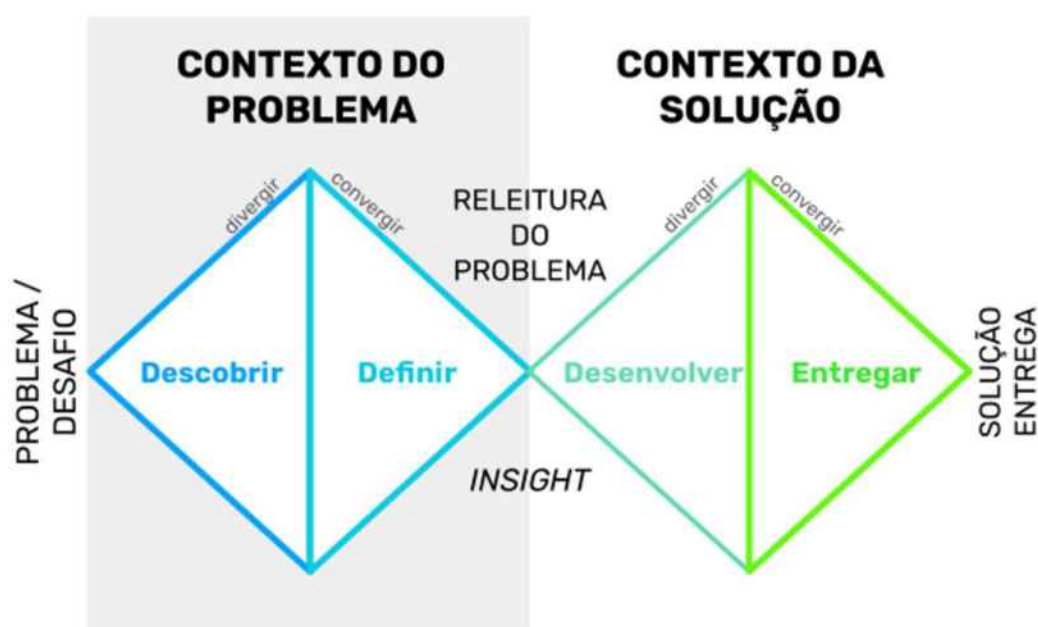 CONTEXTO DO
PROBLEMA
CONTEXTO DA
SOLUÇÃO
divergir
convergir
RELEITURA
DO
PROBLEMA
divergir
convergir
PROBLEMA /
DESAFIO
Descobrir
Definir
Desenvolver
Entregar
SOLUÇÃO
ENTREGA
INSIGHT